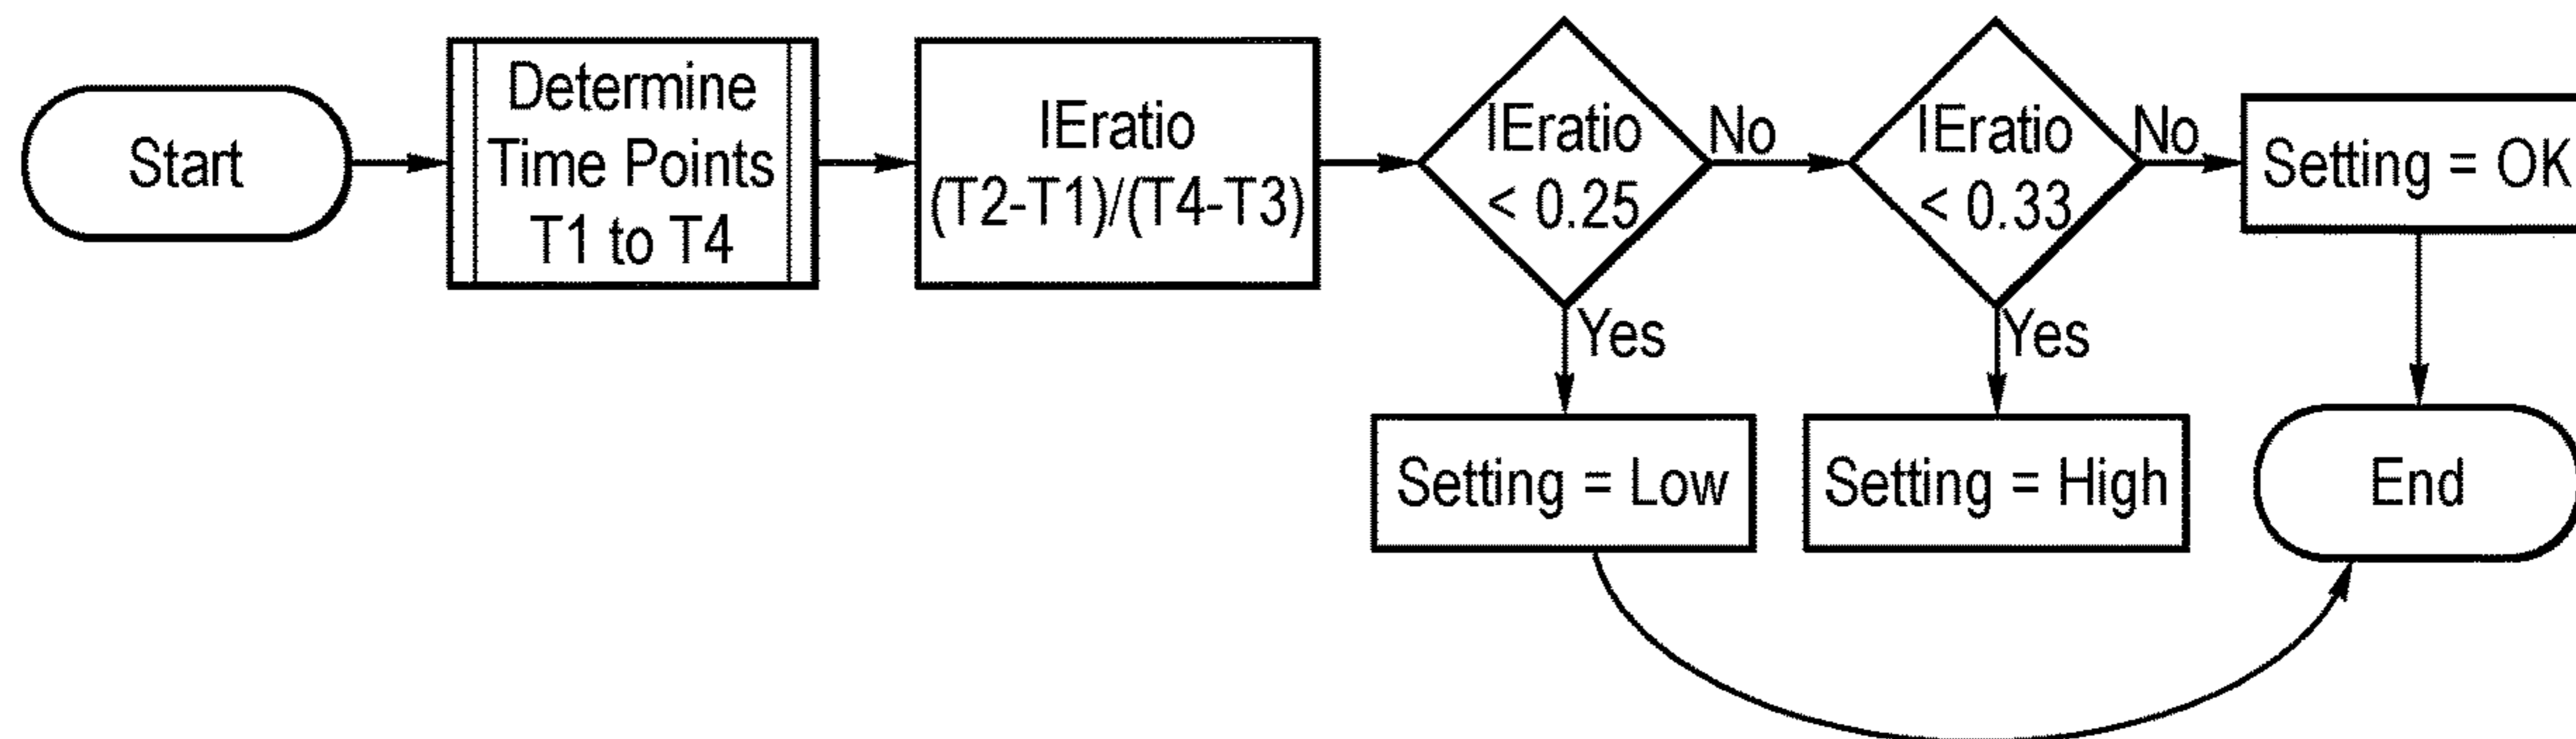 Start
Determine
Time Points
T1 to T4
IEratio
(T2-T1)/(T4-T3)
IEratio
< 0.25
No
Yes
IEratio
< 0.33
No
Yes
Setting = OK
Setting = Low
Setting = High
End